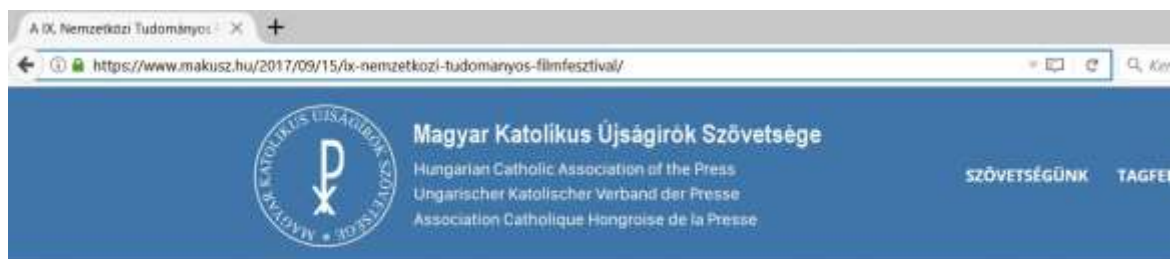 A IX. Nemzetközi Tudományos
https://www.makusz.hu/2017/09/15/ix-nemzetkozi-tudomanyos-filmfesztival/
MAGYAR KATOLIKUS ÚJSÁGÍRÓK SZÖVETSÉGE
Magyar Katolikus Újságírók Szövetsége
Hungarian Catholic Association of the Press
Ungarischer Katolischer Verband der Presse
Association Catholique Hongroise de la Presse
SZÖVETSÉGÜNK TAGFE